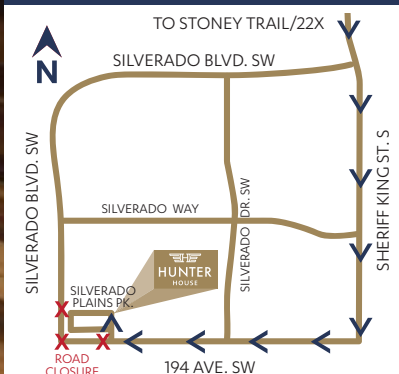 TO STONEY TRAIL/22X
SILVERADO BLVD. SW
N
SILVERADO BLVD. SW
SHERIFF KING ST. S
SILVERADO WAY
SILVERADO DR. SW
HUNTER
HOUSE
SILVERADO
PLAINS PK.
X
X
X
ROAD
CLOSURE
194 AVE. SW